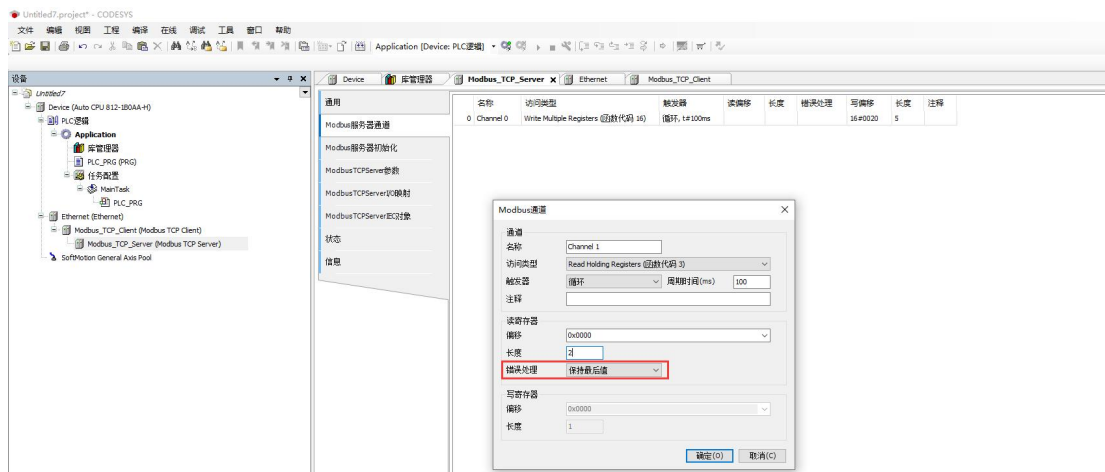 Untitled7.project* - CODESYS
文件 编辑 视图 工程 编译 在线 调试 工具 窗口 帮助
Application [Device: PLC逻辑]
设备
Untitled7
Device (Auto CPU 812-1B0AA-H)
PLC逻辑
Application
库管理器
PLC_PRG (PRG)
任务配置
MainTask
PLC_PRG
Ethernet (Ethernet)
Modbus_TCP_Client (Modbus TCP Client)
Modbus_TCP_Server (Modbus TCP Server)
SoftMotion General Axis Pool
Device 库管理器 Modbus_TCP_Server Ethernet Modbus_TCP_Client
通用
Modbus服务器通道
Modbus服务器初始化
ModbusTCPServer参数
ModbusTCPServerI/O映射
ModbusTCPServerIEC对象
状态
信息
名称 访问类型 触发器 读偏移 长度 错误处理 写偏移 长度 注释
0 Channel 0 Write Multiple Registers (函数代码 16) 循环, t#100ms 16#0020 5
Modbus通道
通道
名称 Channel 1
访问类型 Read Holding Registers (函数代码 3)
触发器 循环 周期时间(ms) 100
注释
读寄存器
偏移 0x0000
长度 2
错误处理 保持最后值
写寄存器
偏移 0x0000
长度 1
确定(O) 取消(C)